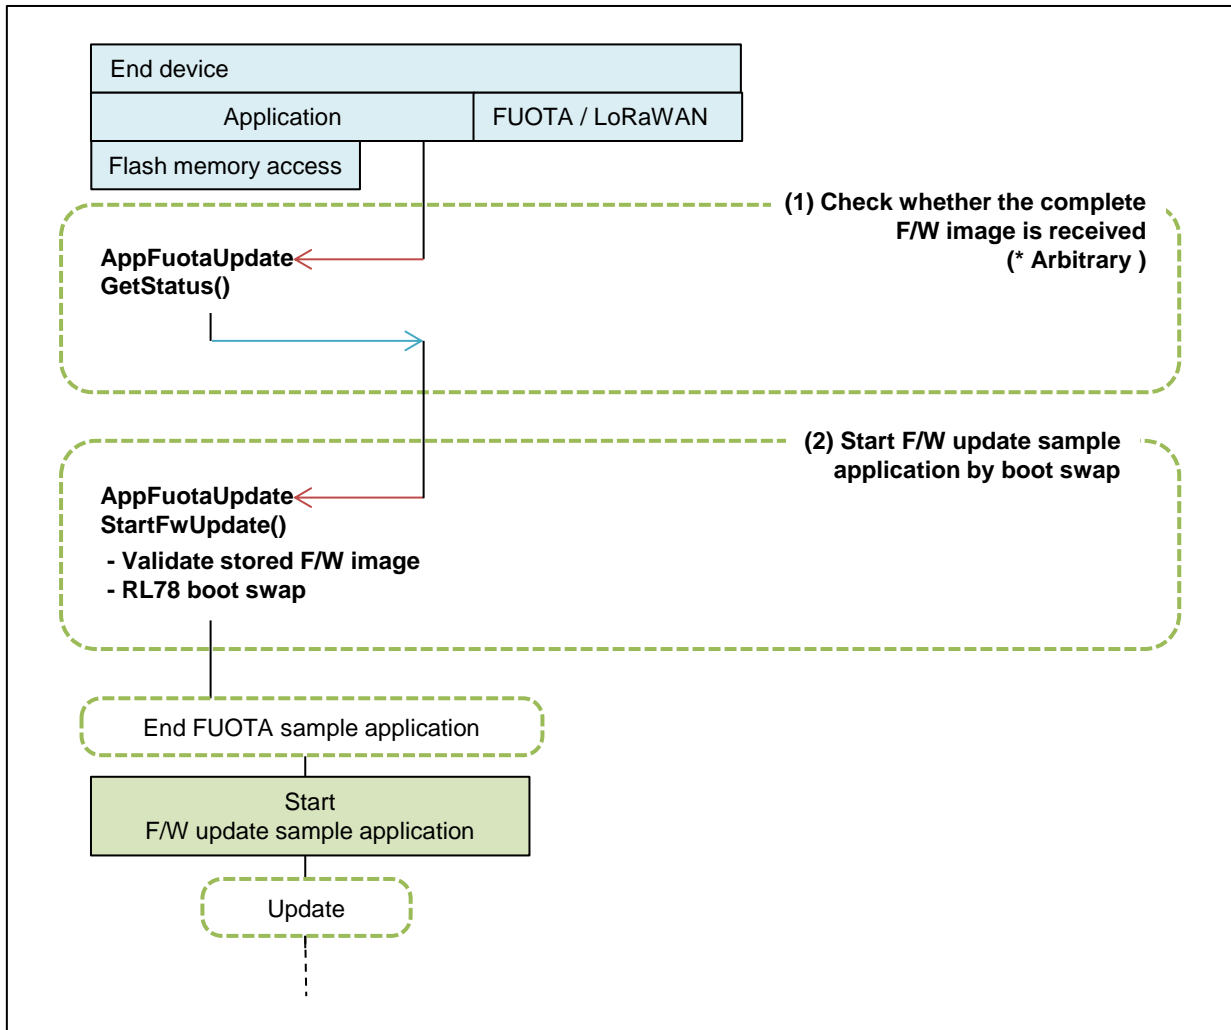 End device
Application
FUOTA / LoRaWAN
Flash memory access
(1) Check whether the complete
F/W image is received
(* Arbitrary )
AppFuotaUpdate
GetStatus()
(2) Start F/W update sample
application by boot swap
AppFuotaUpdate
StartFwUpdate()
- Validate stored F/W image
- RL78 boot swap
End FUOTA sample application
Start
F/W update sample application
Update